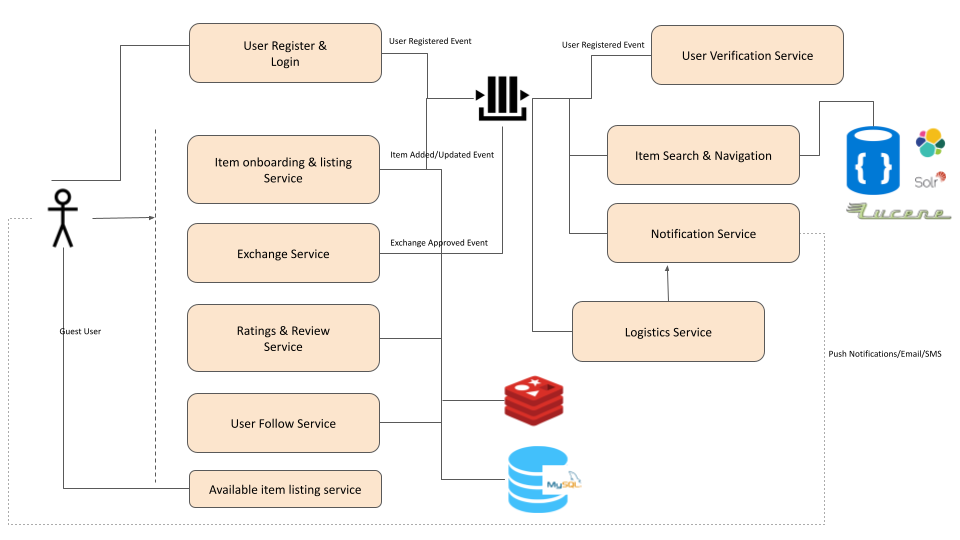 User Register &
Login
User Registered Event
User Registered Event
User Verification Service
Item onboarding & listing
Service
Item Added/Updated Event
Item Search & Navigation
{ }
Solr
Lucene
Exchange Service
Exchange Approved Event
Notification Service
Guest User
Ratings & Review
Service
Logistics Service
Push Notifications/Email/SMS
User Follow Service
Available item listing service
MySQL